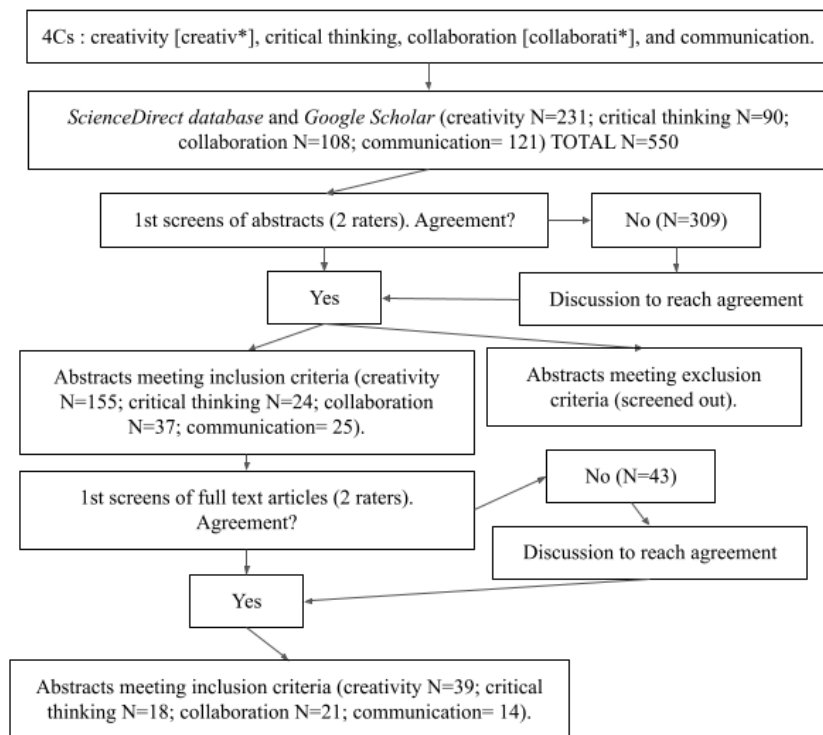 4Cs : creativity [creativ*], critical thinking, collaboration [collaborati*], and communication.
ScienceDirect database and Google Scholar (creativity N=231; critical thinking N=90;
collaboration N=108; communication= 121) TOTAL N=550
1st screens of abstracts (2 raters). Agreement?
No (N=309)
Yes
Discussion to reach agreement
Abstracts meeting inclusion criteria (creativity
N=155; critical thinking N=24; collaboration
N=37; communication= 25).
Abstracts meeting exclusion
criteria (screened out).
1st screens of full text articles (2 raters).
Agreement?
No (N=43)
Discussion to reach agreement
Yes
Abstracts meeting inclusion criteria (creativity N=39; critical
thinking N=18; collaboration N=21; communication= 14).